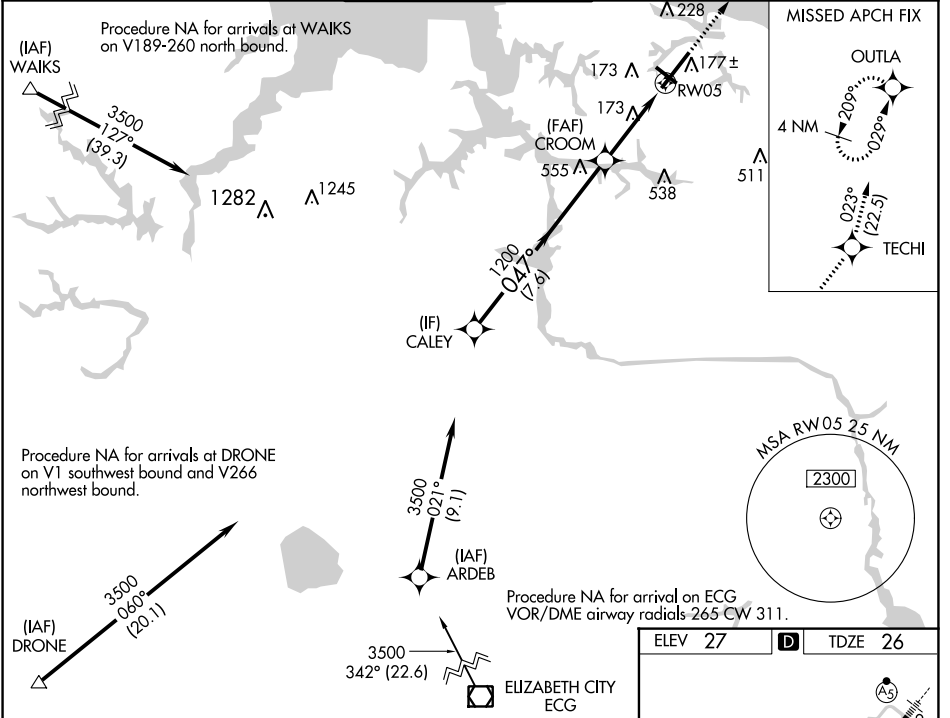 Procedure NA for arrivals at WAIKS
on V189-260 north bound.
(IAF)
WAIKS
3500
127°
(39.3)
1282
1245
228
173
177±
RW05
173
(FAF)
CROOM
555
538
511
1200
047°
(7.6)
(IF)
CALEY
MISSED APCH FIX
OUTLA
4 NM
209°
029°
023°
(22.5)
TECHI
Procedure NA for arrivals at DRONE
on V1 southwest bound and V266
northwest bound.
3500
060°
(20.1)
(IAF)
DRONE
3500
021°
(9.1)
(IAF)
ARDEB
MSA RW05 25 NM
2300
Procedure NA for arrival on ECG
VOR/DME airway radials 265 CW 311.
3500
342° (22.6)
ELIZABETH CITY
ECG
ELEV 27 D TDZE 26
A5